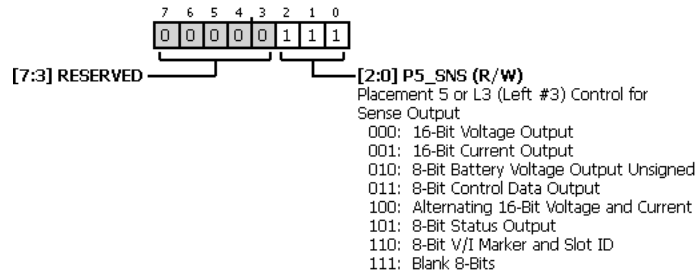 7 6 5 4 3 2 1 0
0 0 0 0 0 1 1 1
[7:3] RESERVED
[2:0] P5_SNS (R/W)
Placement 5 or L3 (Left #3) Control for
Sense Output
000: 16-Bit Voltage Output
001: 16-Bit Current Output
010: 8-Bit Battery Voltage Output Unsigned
011: 8-Bit Control Data Output
100: Alternating 16-Bit Voltage and Current
101: 8-Bit Status Output
110: 8-Bit V/I Marker and Slot ID
111: Blank 8-Bits